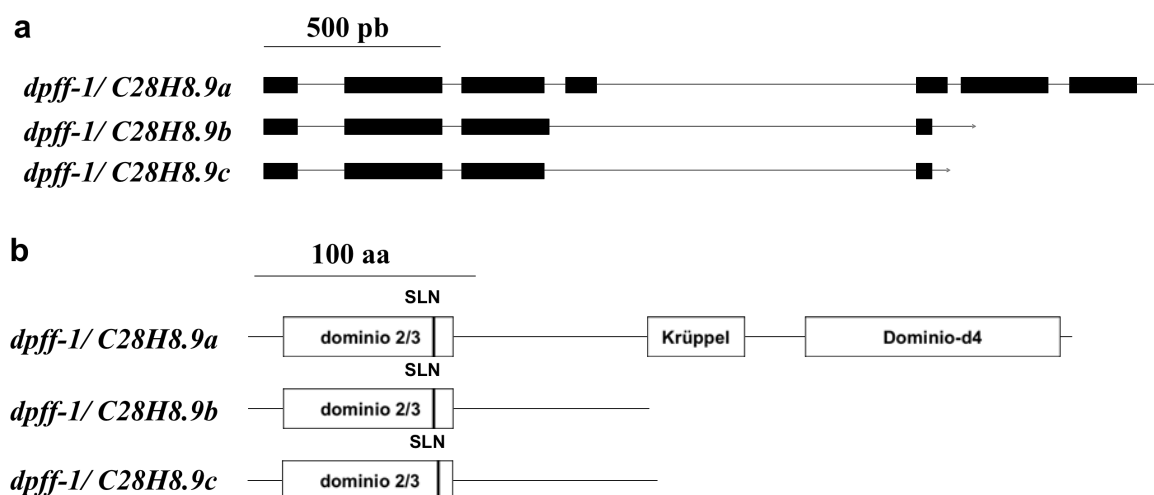 a
500 pb
dpff-1/ C28H8.9a
dpff-1/ C28H8.9b
dpff-1/ C28H8.9c
b
100 aa
SLN
dpff-1/ C28H8.9a dominio 2/3 Krüppel Dominio-d4
SLN
dpff-1/ C28H8.9b dominio 2/3
SLN
dpff-1/ C28H8.9c dominio 2/3